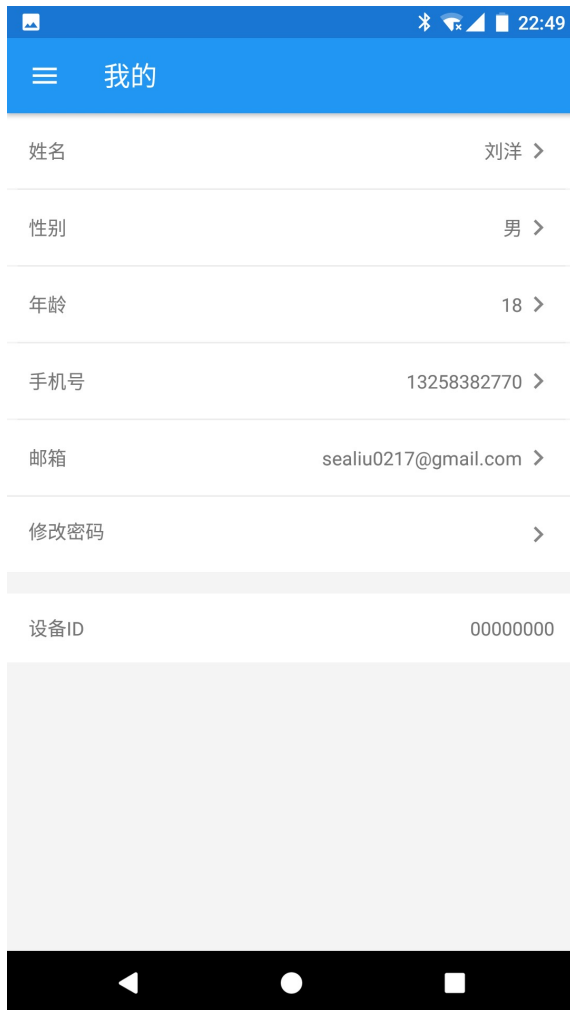 22:49
我的
姓名 刘洋
性别 男
年龄 18
手机号 13258382770
邮箱 sealiu0217@gmail.com
修改密码
设备ID 00000000